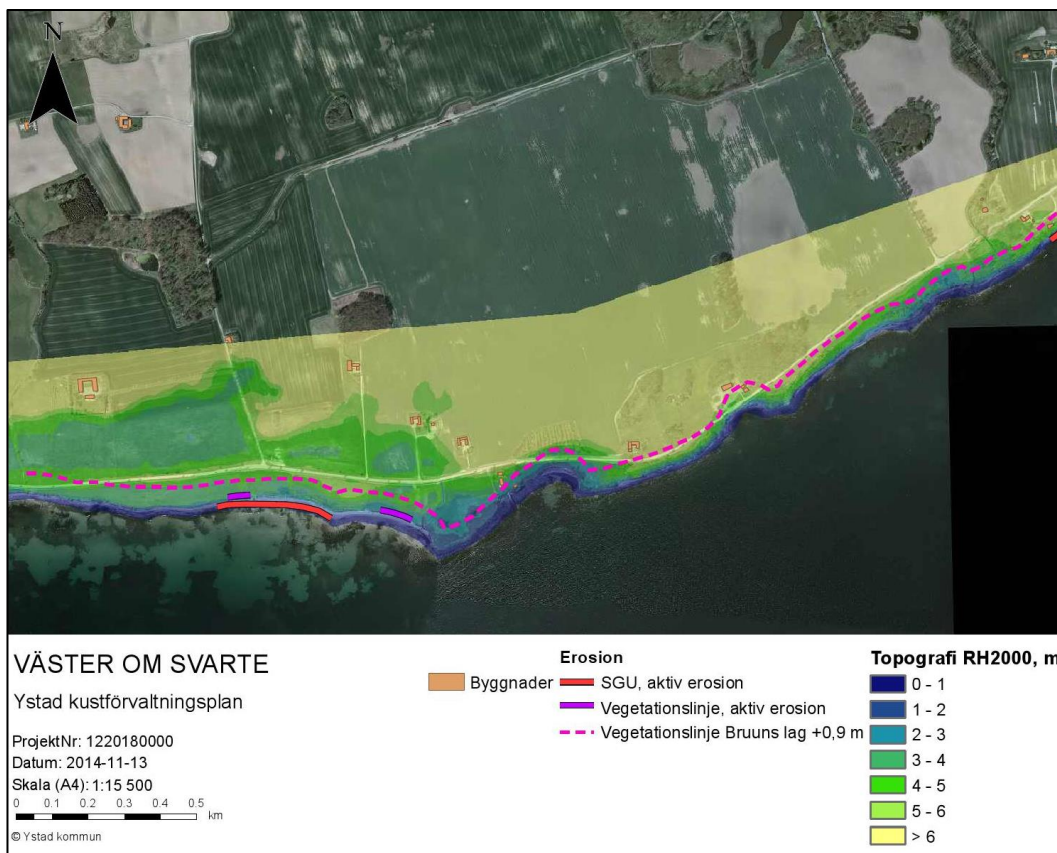 N
VÄSTER OM SVARTE
Ystad kustförvaltningsplan
ProjektNr: 1220180000
Datum: 2014-11-13
Skala (A4): 1:15 500
0 0.1 0.2 0.3 0.4 0.5
km
© Ystad kommun
Byggnader
Erosion
SGU, aktiv erosion
Vegetationslinje, aktiv erosion
Vegetationslinje Bruuns lag +0,9 m
Topografi RH2000, m
0 - 1
1 - 2
2 - 3
3 - 4
4 - 5
5 - 6
> 6